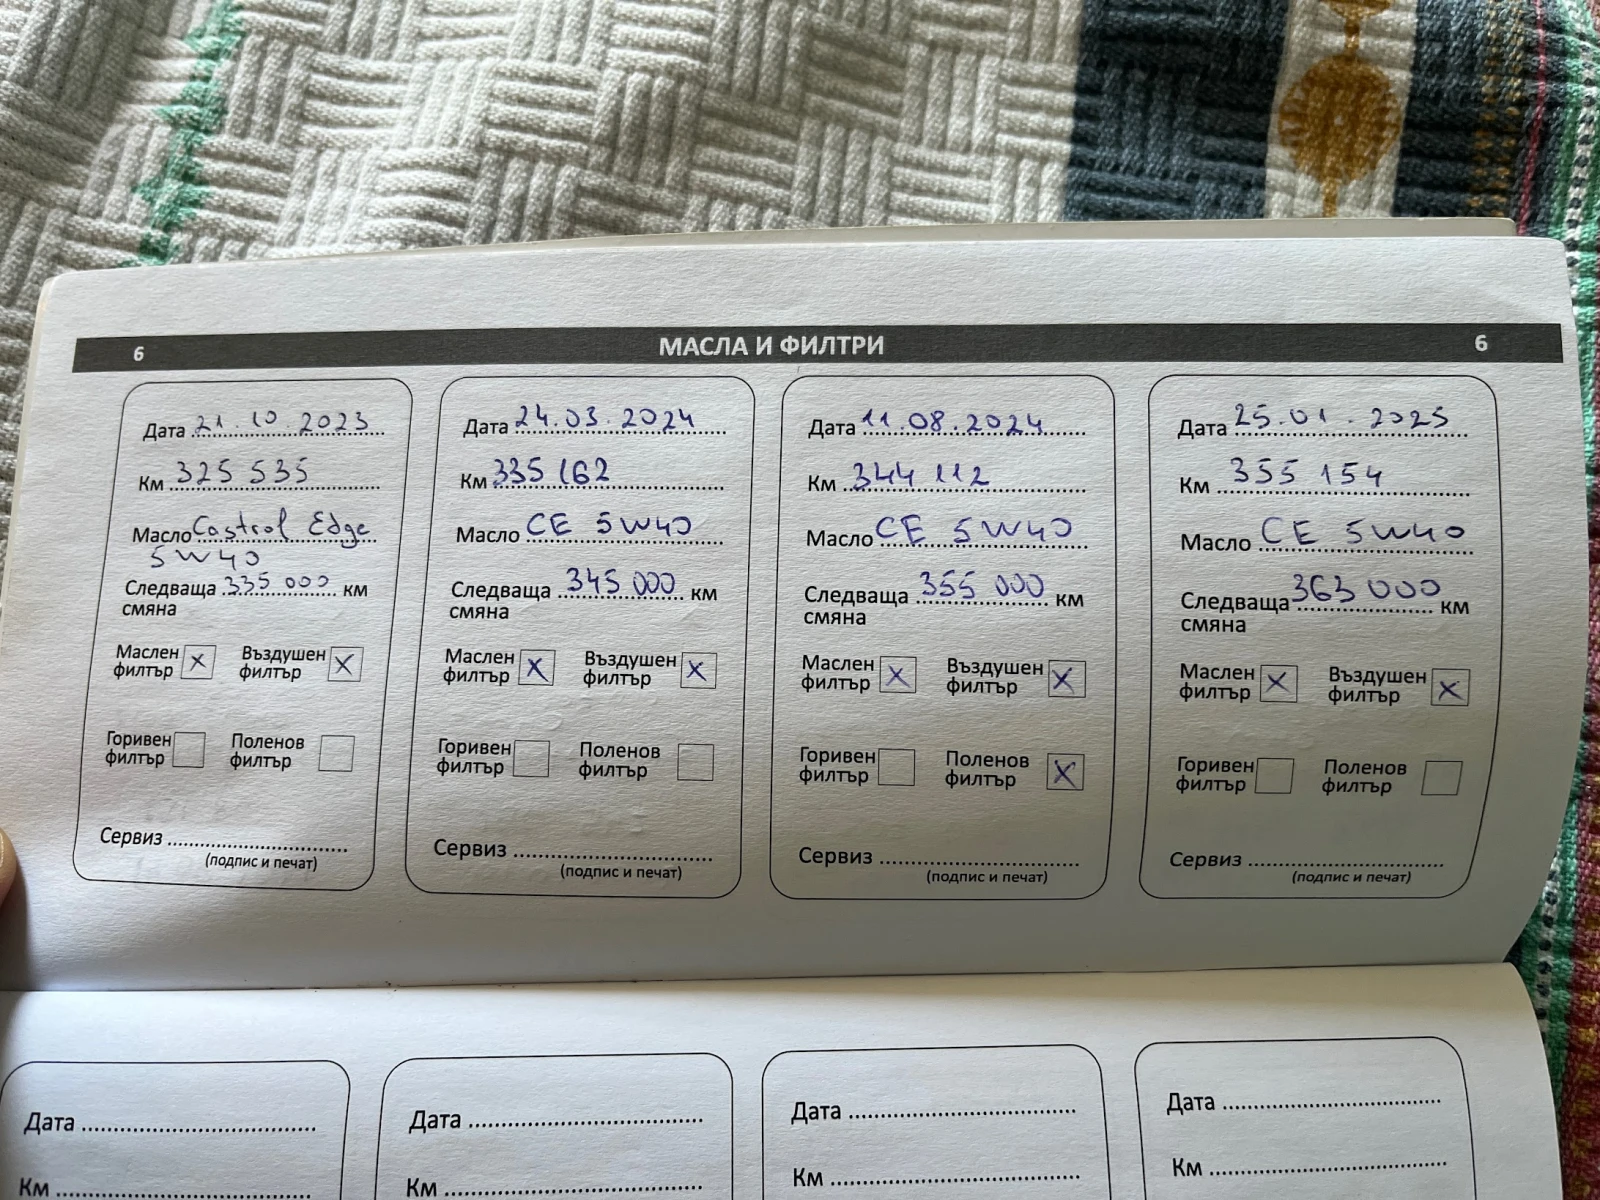 6 МАСЛА И ФИЛТРИ 6
Дата 21.10.2023
Км 325 535
Масло Castrol Edge
5W40
Следваща 335 000 км
смяна
Маслен филтър X Въздушен филтър X
Горивен филтър Поленов филтър
Сервиз
(подпис и печат)
Дата 24.03.2024
Км 335 162
Масло CE 5W40
Следваща 345 000 км
смяна
Маслен филтър X Въздушен филтър X
Горивен филтър Поленов филтър
Сервиз
(подпис и печат)
Дата 11.08.2024
Км 344 112
Масло CE 5W40
Следваща 355 000 км
смяна
Маслен филтър X Въздушен филтър X
Горивен филтър Поленов филтър X
Сервиз
(подпис и печат)
Дата 25.01.2025
Км 355 154
Масло CE 5W40
Следваща 363 000 км
смяна
Маслен филтър X Въздушен филтър X
Горивен филтър Поленов филтър
Сервиз
(подпис и печат)
Дата Дата Дата Дата
Км Км Км Км